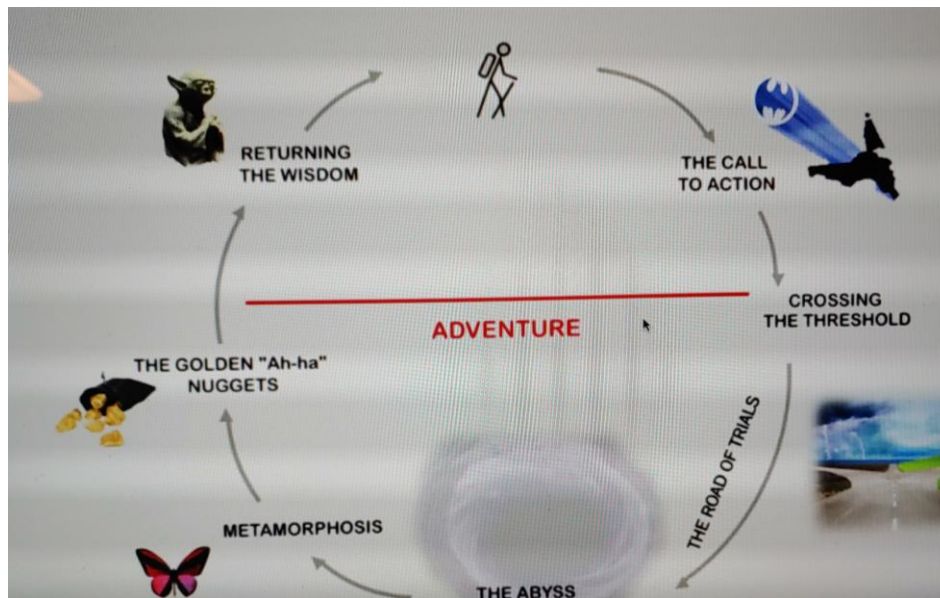 THE CALL
TO ACTION
CROSSING
THE THRESHOLD
THE ROAD OF TRIALS
THE ABYSS
METAMORPHOSIS
THE GOLDEN "Ah-ha"
NUGGETS
RETURNING
THE WISDOM
ADVENTURE